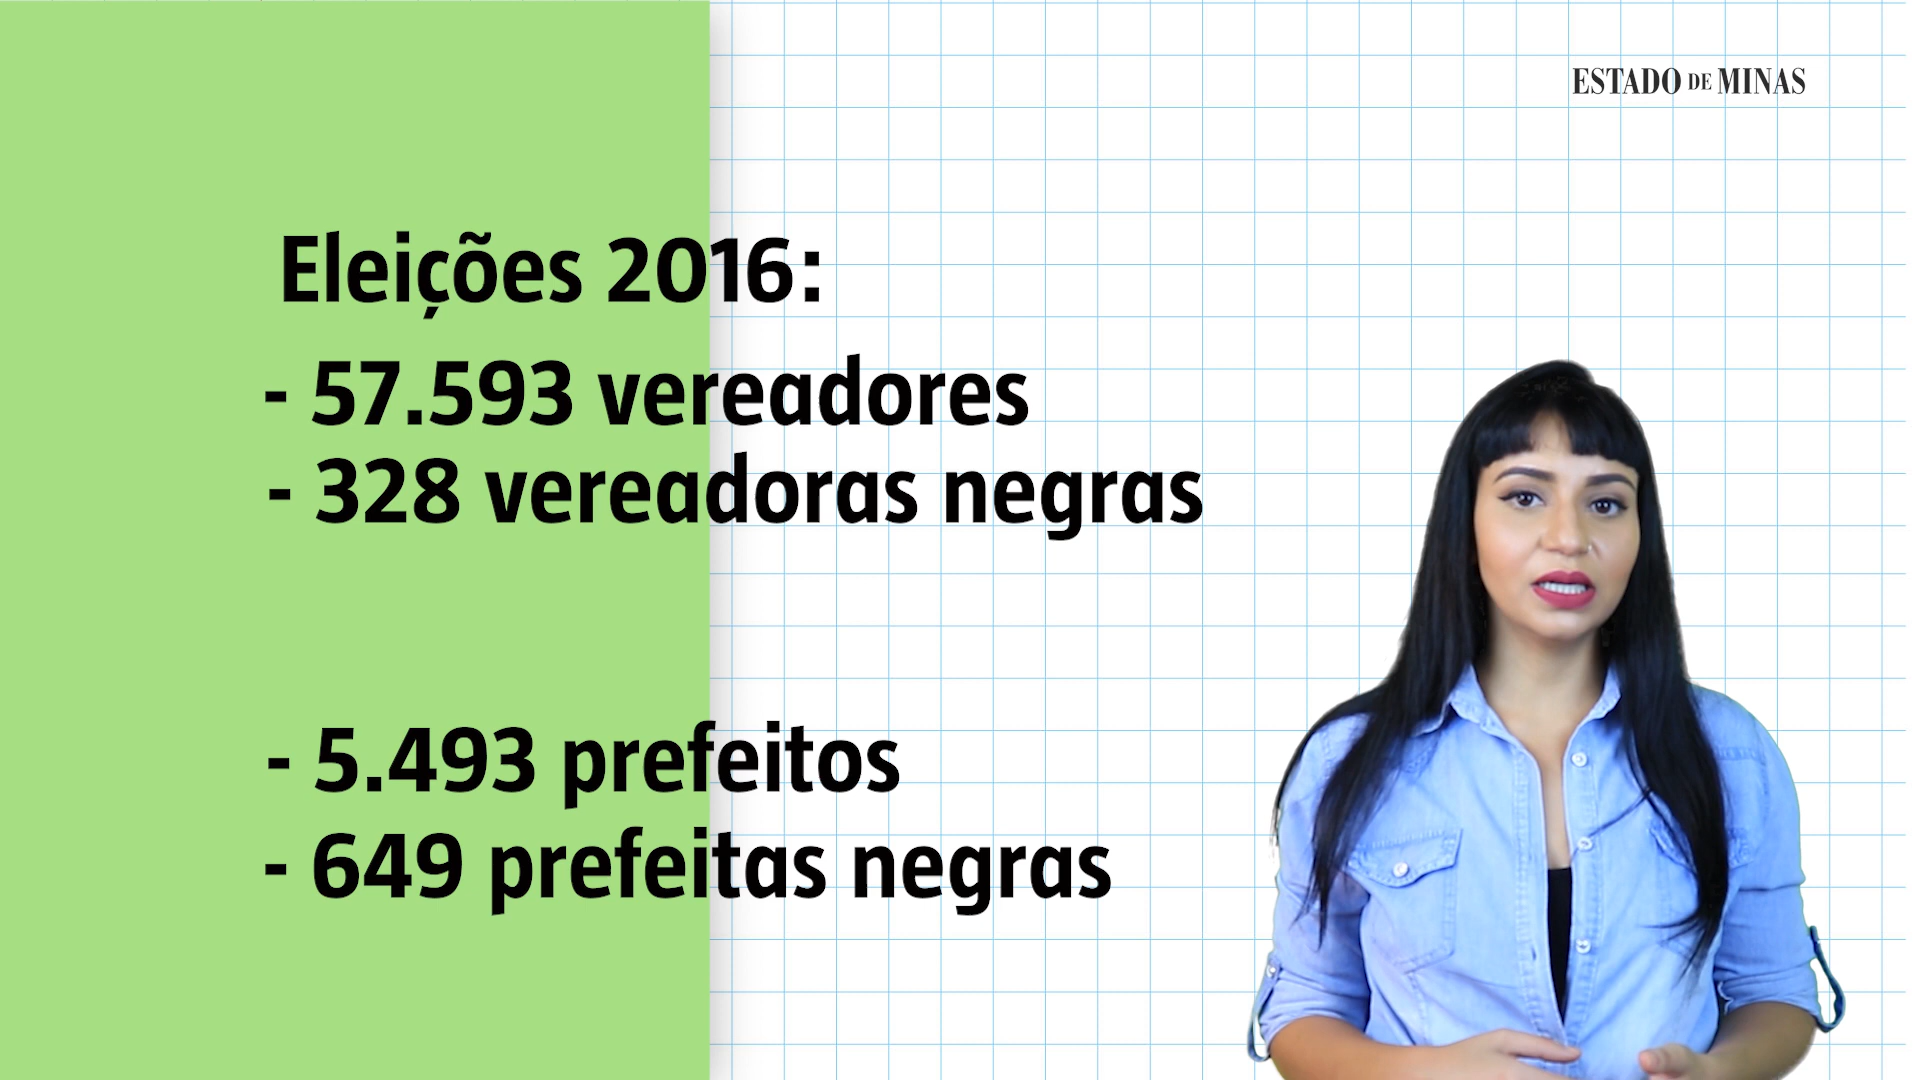 ESTADO DE MINAS
Eleições 2016:
- 57.593 vereadores
- 328 vereadoras negras
- 5.493 prefeitos
- 649 prefeitas negras